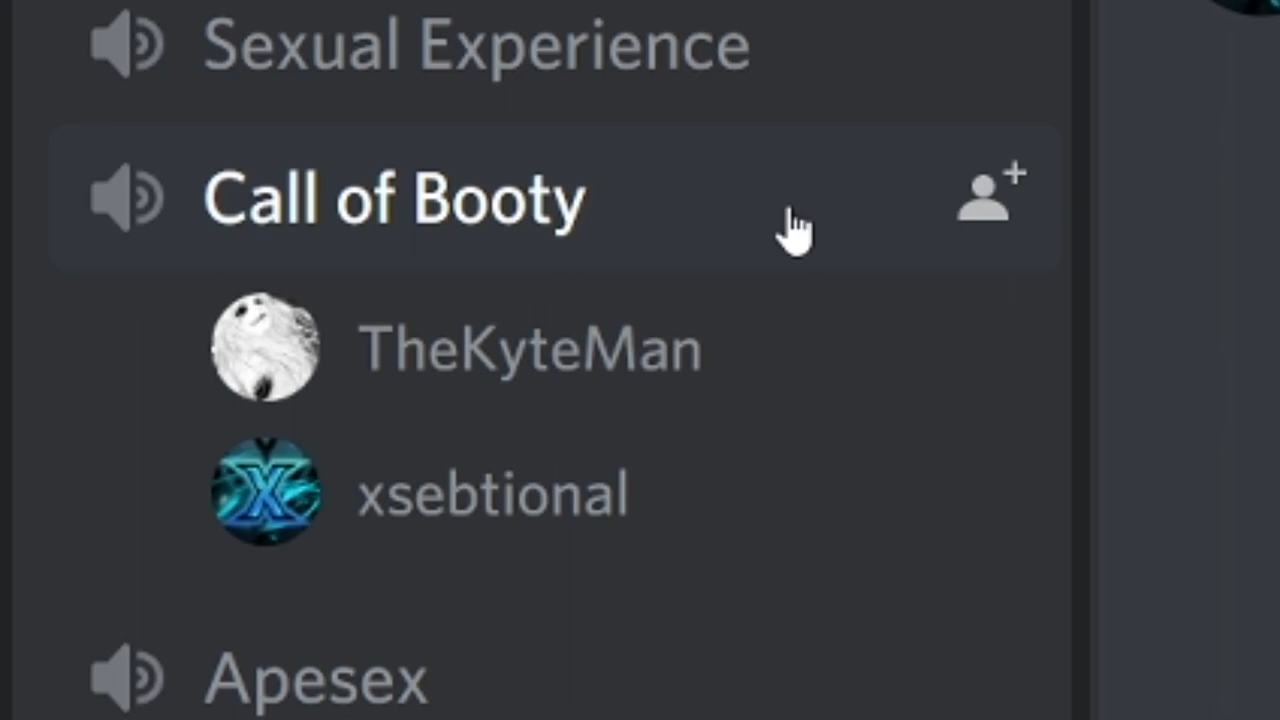 Sexual Experience
Call of Booty
TheKyteMan
X
xsebtional
Apesex